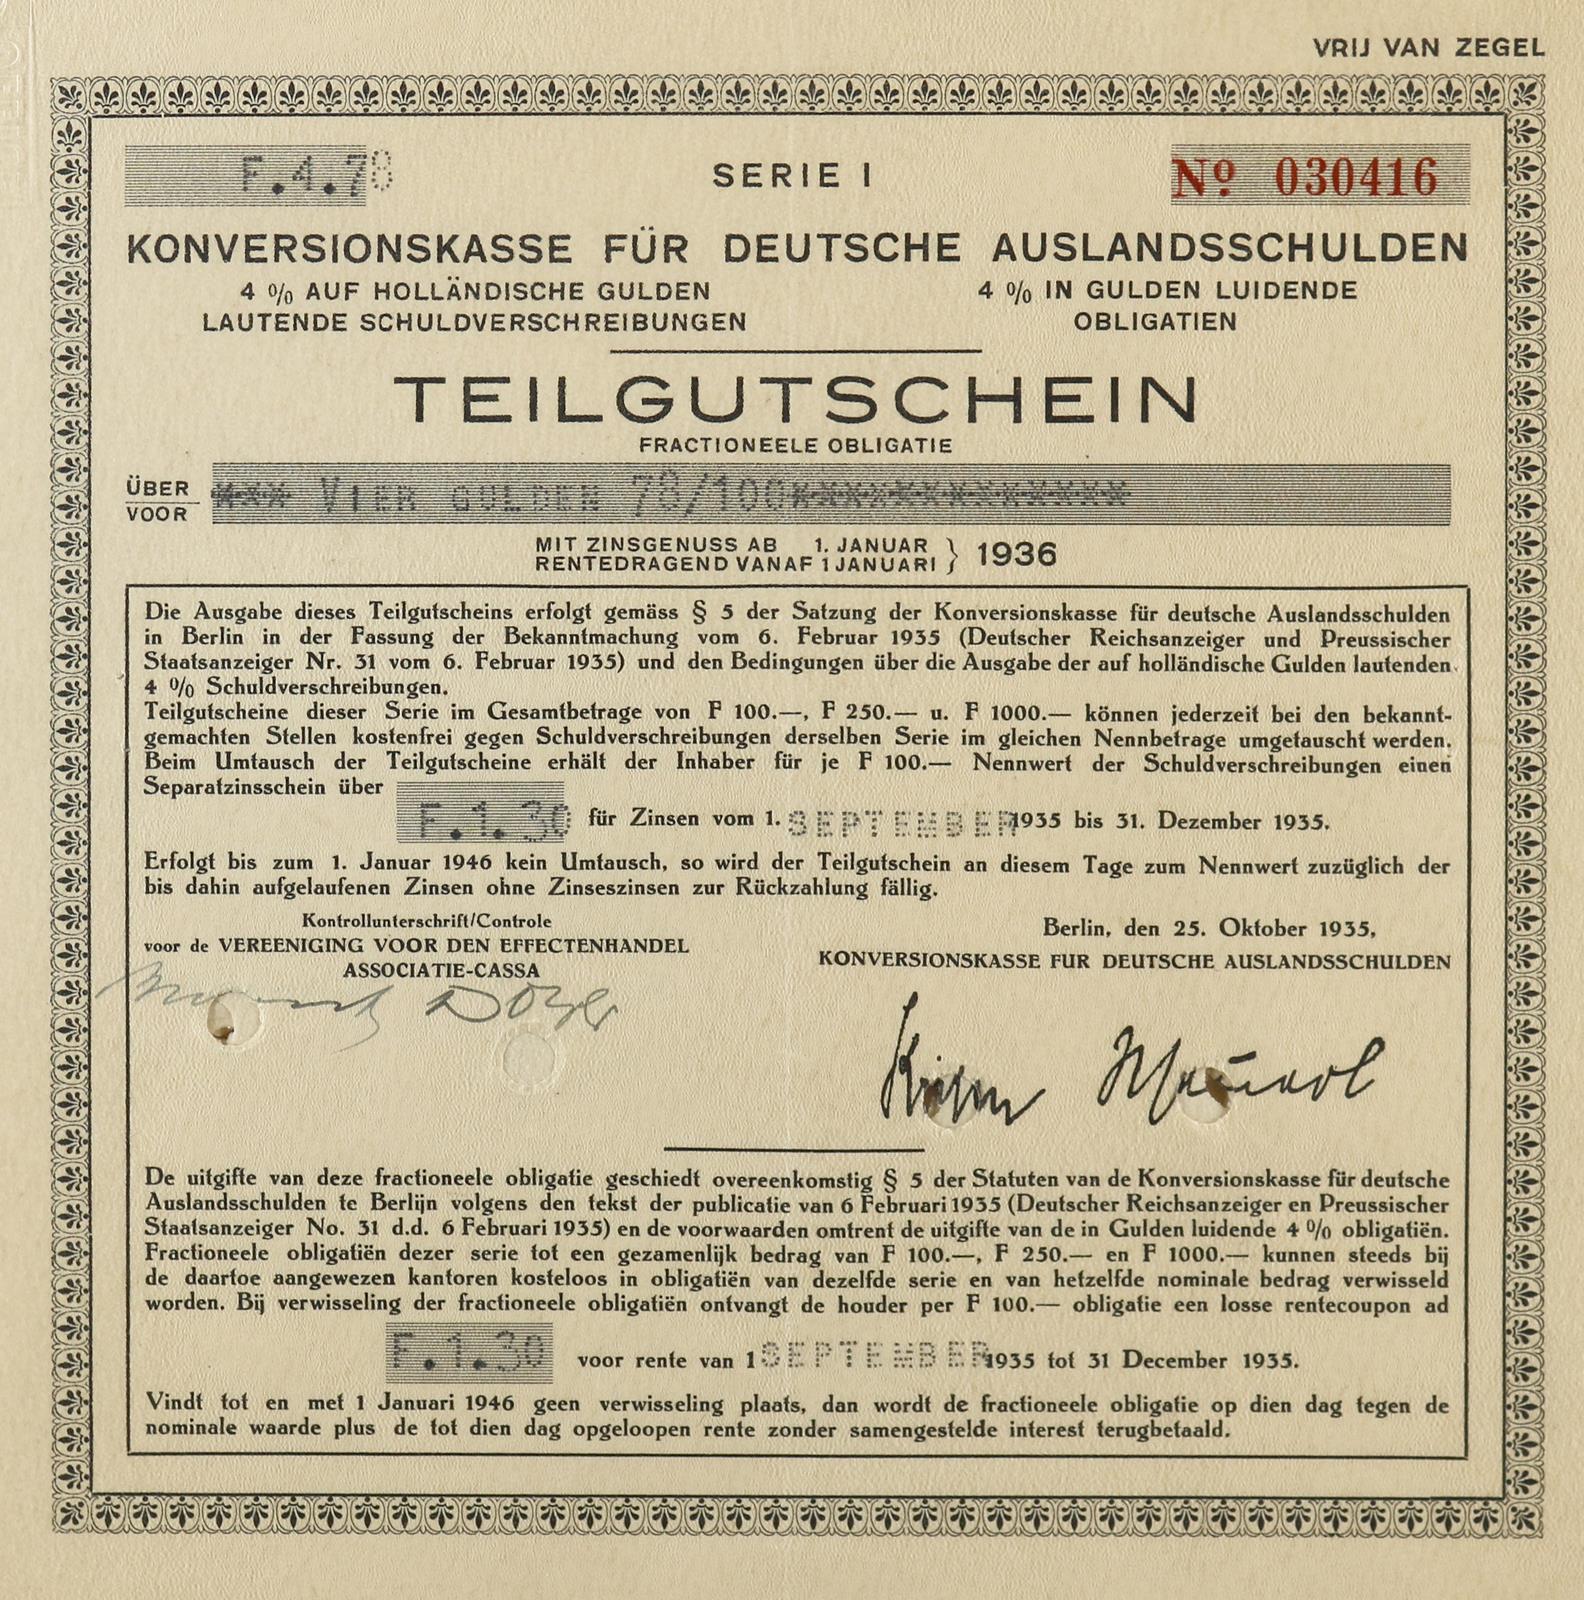 VRIJ VAN ZEGEL
F.4.78
SERIE I
Nº 030416
KONVERSIONSKASSE FÜR DEUTSCHE AUSLANDSSCHULDEN
4 % AUF HOLLÄNDISCHE GULDEN
LAUTENDE SCHULDVERSCHREIBUNGEN
4 % IN GULDEN LUIDENDE
OBLIGATIEN
TEILGUTSCHEIN
FRACTIONEELE OBLIGATIE
ÜBER
VOOR
*** VIER GULDEN 78/100*************
MIT ZINSGENUSS AB 1. JANUAR
RENTEDRAGEND VANAF 1 JANUARI } 1936
Die Ausgabe dieses Teilgutscheins erfolgt gemäss § 5 der Satzung der Konversionskasse für deutsche Auslandsschulden
in Berlin in der Fassung der Bekanntmachung vom 6. Februar 1935 (Deutscher Reichsanzeiger und Preussischer
Staatsanzeiger Nr. 31 vom 6. Februar 1935) und den Bedingungen über die Ausgabe der auf holländische Gulden lautenden
4 % Schuldverschreibungen.
Teilgutscheine dieser Serie im Gesamtbetrage von F 100.—, F 250.— u. F 1000.— können jederzeit bei den bekannt-
gemachten Stellen kostenfrei gegen Schuldverschreibungen derselben Serie im gleichen Nennbetrage umgetauscht werden.
Beim Umtausch der Teilgutscheine erhält der Inhaber für je F 100.— Nennwert der Schuldverschreibungen einen
Separatzinsschein über
F.1.30 für Zinsen vom 1. SEPTEMBER 1935 bis 31. Dezember 1935.
Erfolgt bis zum 1. Januar 1946 kein Umtausch, so wird der Teilgutschein an diesem Tage zum Nennwert zuzüglich der
bis dahin aufgelaufenen Zinsen ohne Zinseszinsen zur Rückzahlung fällig.
Kontrollunterschrift/Controle
voor de VEREENIGING VOOR DEN EFFECTENHANDEL
ASSOCIATIE-CASSA
Berlin, den 25. Oktober 1935,
KONVERSIONSKASSE FUR DEUTSCHE AUSLANDSSCHULDEN
De uitgifte van deze fractioneele obligatie geschiedt overeenkomstig § 5 der Statuten van de Konversionskasse für deutsche
Auslandsschulden te Berlijn volgens den tekst der publicatie van 6 Februari 1935 (Deutscher Reichsanzeiger en Preussischer
Staatsanzeiger No. 31 d.d. 6 Februari 1935) en de voorwaarden omtrent de uitgifte van de in Gulden luidende 4 % obligatiën.
Fractioneele obligatiën dezer serie tot een gezamenlijk bedrag van F 100.—, F 250.— en F 1000.— kunnen steeds bij
de daartoe aangewezen kantoren kosteloos in obligatiën van dezelfde serie en van hetzelfde nominale bedrag verwisseld
worden. Bij verwisseling der fractioneele obligatiën ontvangt de houder per F 100.— obligatie een losse rentecoupon ad
F.1.30 voor rente van 1 SEPTEMBER 1935 tot 31 December 1935.
Vindt tot en met 1 Januari 1946 geen verwisseling plaats, dan wordt de fractioneele obligatie op dien dag tegen de
nominale waarde plus de tot dien dag opgeloopen rente zonder samengestelde interest terugbetaald.